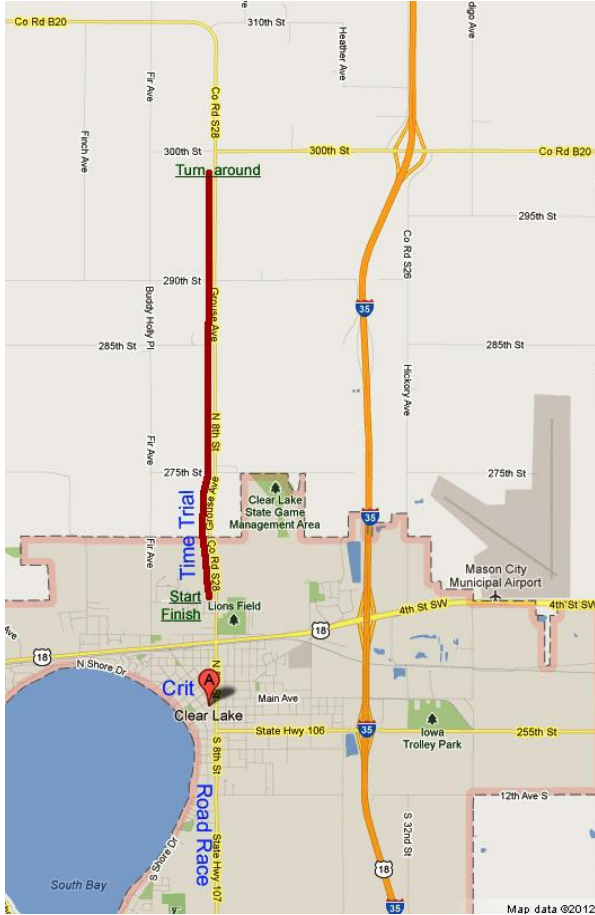 Co Rd B20
310th St
Heather Ave
digo Ave
Fir Ave
Co Rd S28
Finch Ave
300th St
300th St
Co Rd B20
Turn around
295th St
Co Rd S26
290th St
Buddy Holly Pl
Grouse Ave
35
285th St
285th St
Hickory Ave
N 8th St
275th St
275th St
Fir Ave
Grouse Ave
Clear Lake
State Game
Management Area
35
Time Trial
Fir Ave
Co Rd S28
Mason City
Municipal Airport
Start
Finish
Lions Field
4th St SW
4th St SW
18
Ave
18
N Shore Dr
Crit
A
Main Ave
Clear Lake
State Hwy 106
35
Iowa
Trolley Park
255th St
S 8th St
Road Race
12th Ave S
S Shore Dr
State Hwy 107
S 32nd St
18
South Bay
35
Map data ©2012